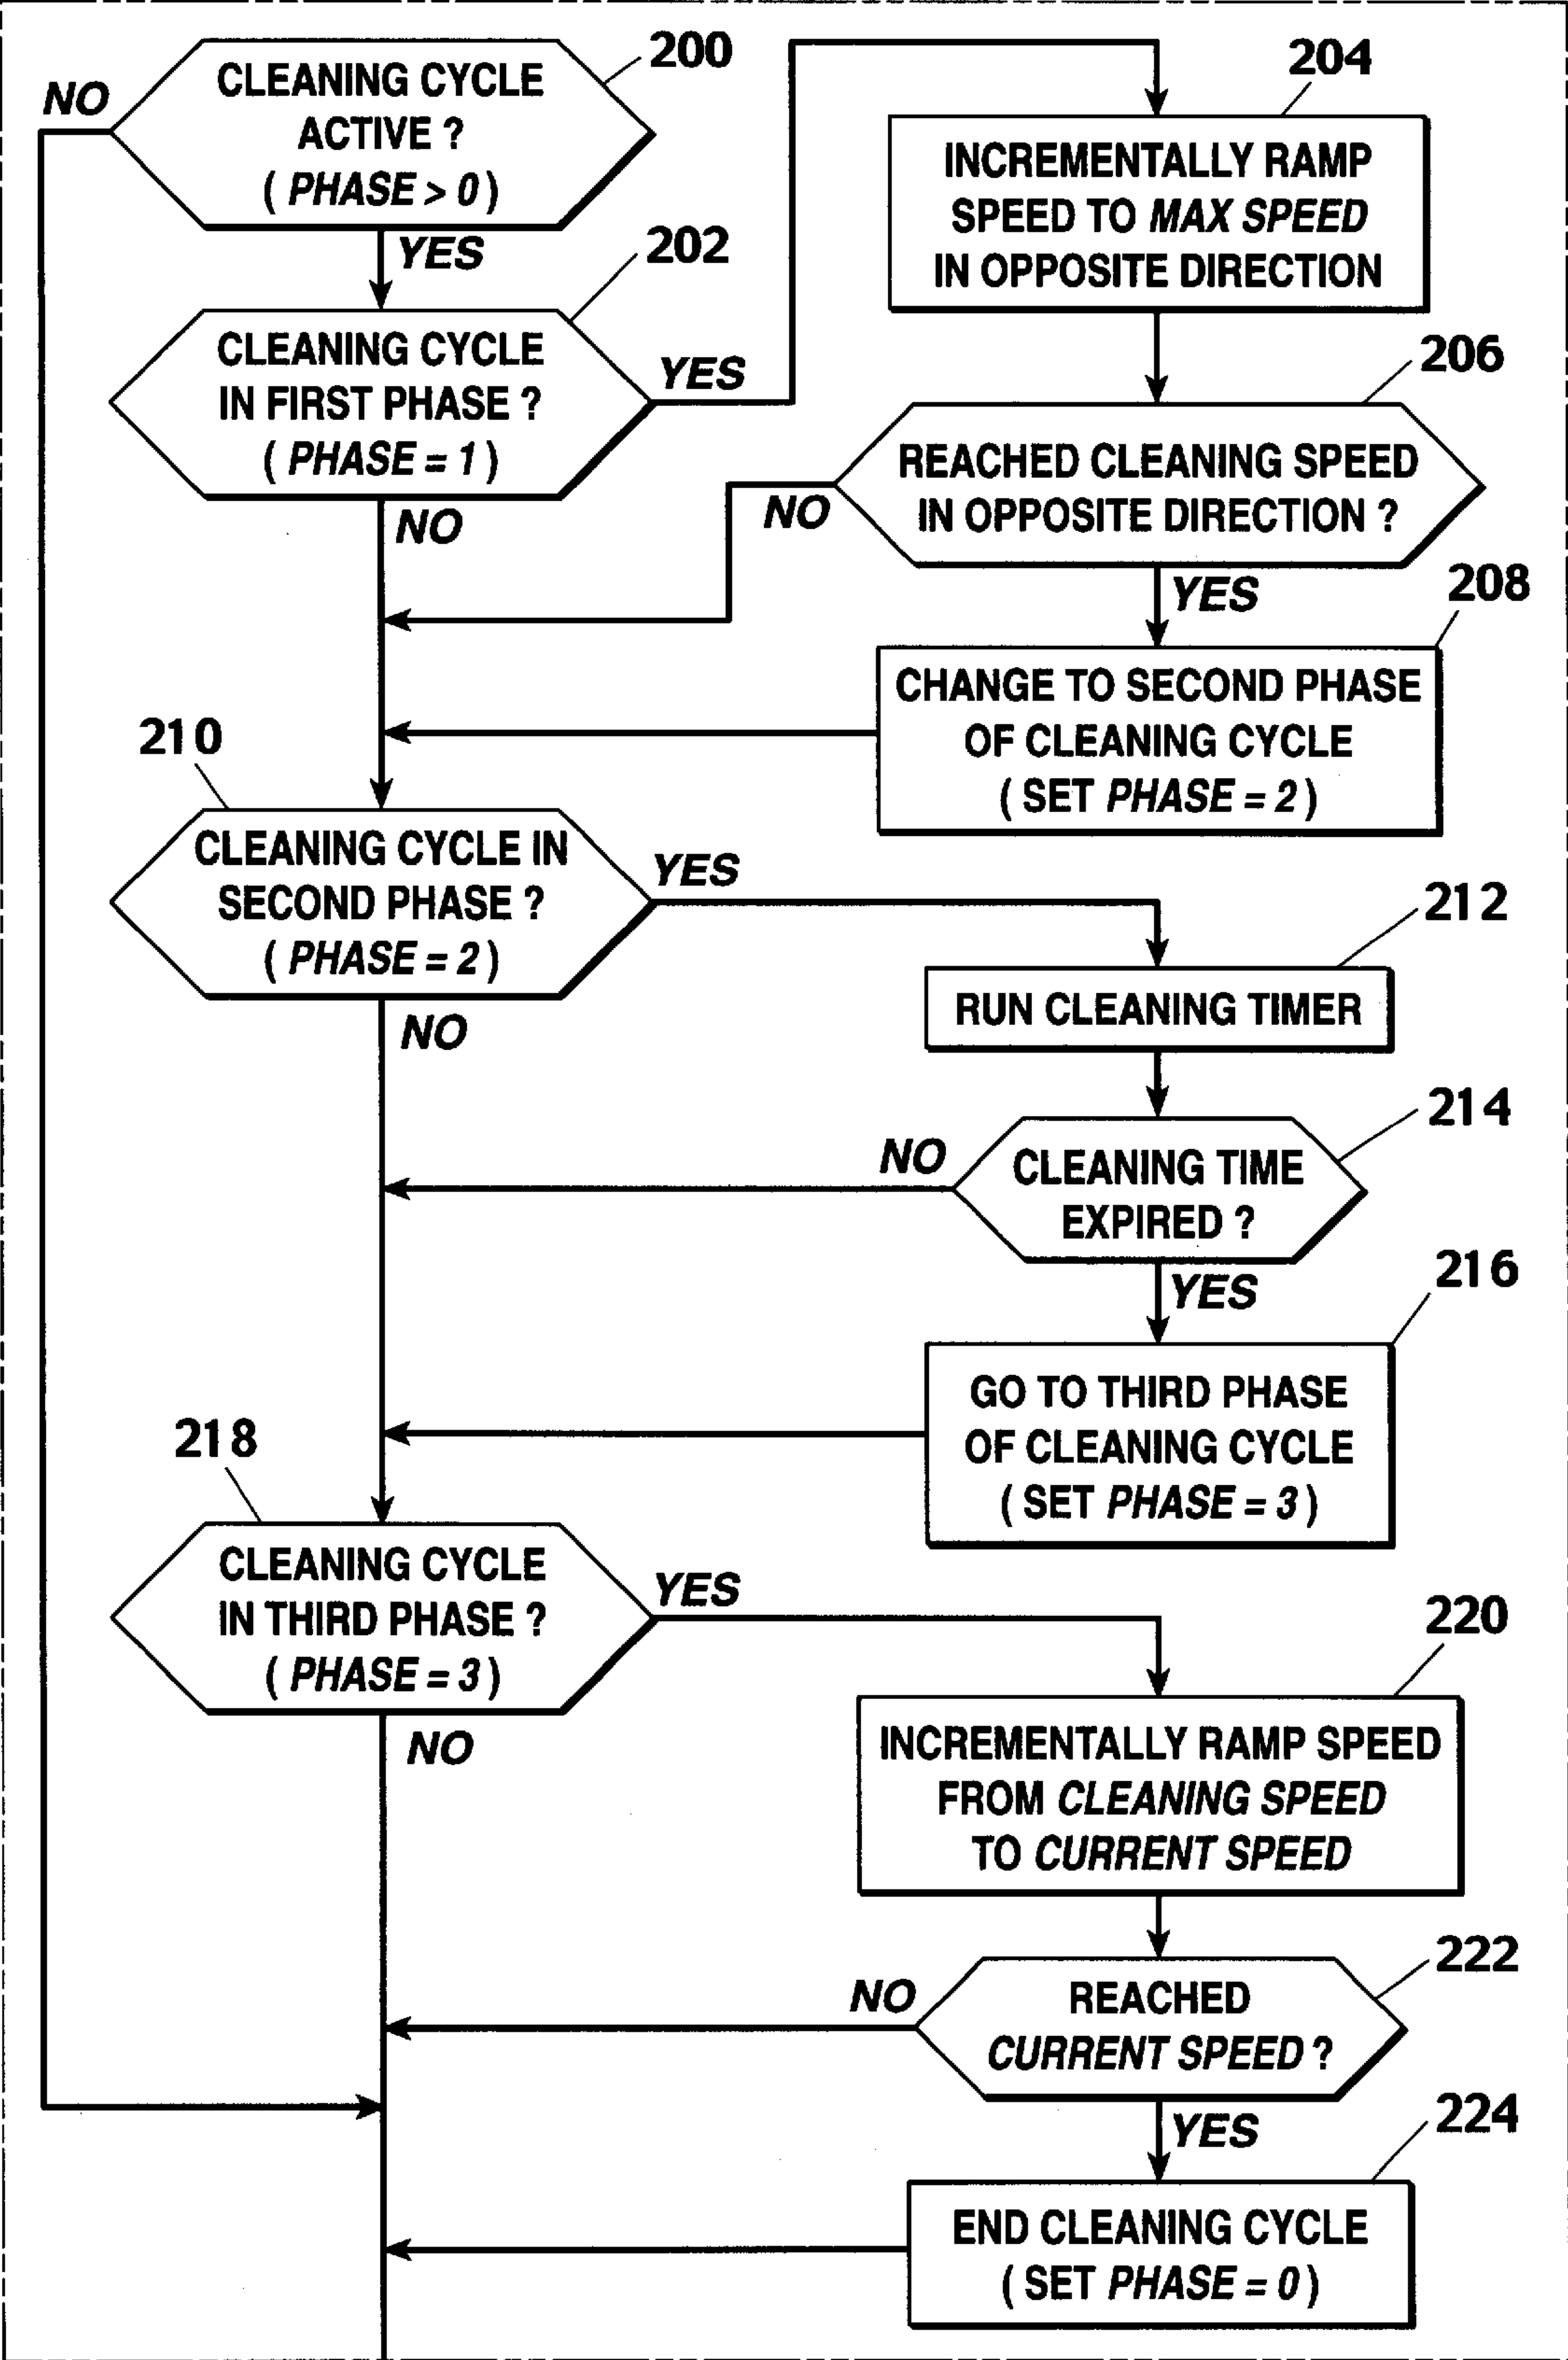 200
CLEANING CYCLE
ACTIVE ?
( PHASE > 0 )
NO
YES
202
CLEANING CYCLE
IN FIRST PHASE ?
( PHASE = 1 )
YES
NO
204
INCREMENTALLY RAMP
SPEED TO MAX SPEED
IN OPPOSITE DIRECTION
206
REACHED CLEANING SPEED
IN OPPOSITE DIRECTION ?
NO
YES
208
CHANGE TO SECOND PHASE
OF CLEANING CYCLE
( SET PHASE = 2 )
210
CLEANING CYCLE IN
SECOND PHASE ?
( PHASE = 2 )
YES
NO
212
RUN CLEANING TIMER
214
CLEANING TIME
EXPIRED ?
NO
YES
216
GO TO THIRD PHASE
OF CLEANING CYCLE
( SET PHASE = 3 )
218
CLEANING CYCLE
IN THIRD PHASE ?
( PHASE = 3 )
YES
NO
220
INCREMENTALLY RAMP SPEED
FROM CLEANING SPEED
TO CURRENT SPEED
222
REACHED
CURRENT SPEED ?
NO
YES
224
END CLEANING CYCLE
( SET PHASE = 0 )